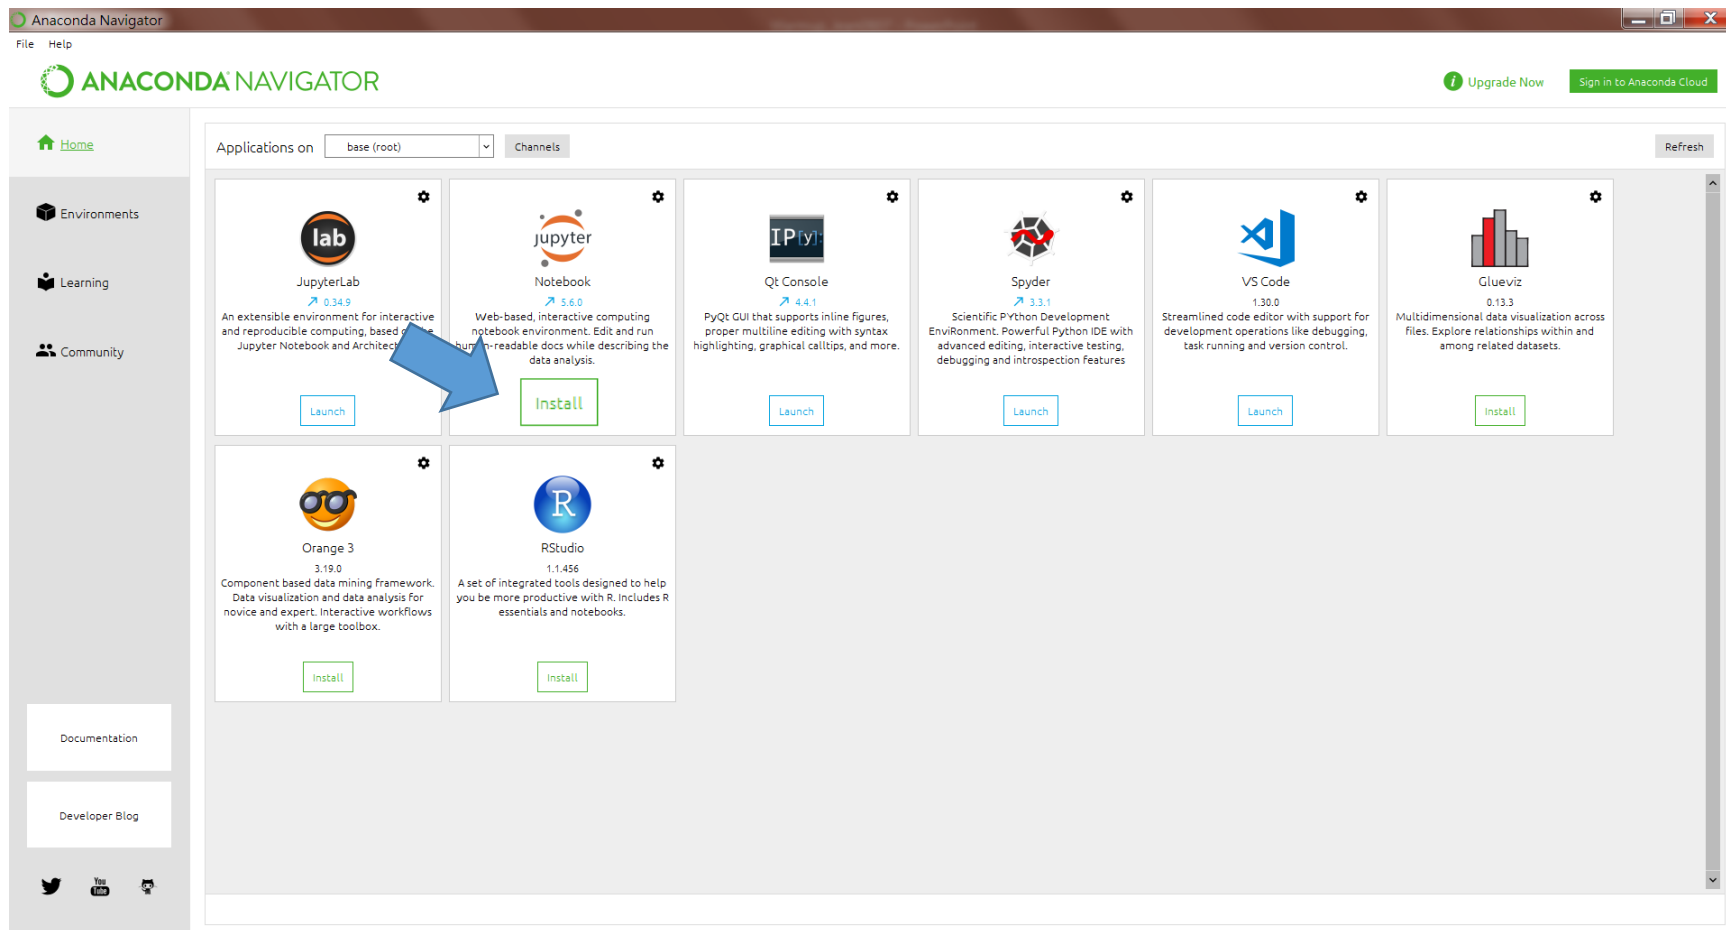 Anaconda Navigator
File Help
ANACONDA NAVIGATOR
Upgrade Now
Sign in to Anaconda Cloud
Home
Environments
Learning
Community
Documentation
Developer Blog
You
Tube
Applications on base (root) Channels Refresh
lab
JupyterLab
0.34.9
An extensible environment for interactive
and reproducible computing, based
Jupyter Notebook and
Launch
jupyter
Notebook
5.6.0
Web-based, interactive computing
notebook environment. Edit and run
-readable docs while describing the
data analysis.
Install
IP[y]:
Qt Console
4.4.1
PyQt GUI that supports inline figures,
proper multiline editing with syntax
highlighting, graphical calltips, and more.
Launch
Spyder
3.3.1
Scientific PYthon Development
EnviRonment. Powerful Python IDE with
advanced editing, interactive testing,
debugging and introspection features
Launch
VS Code
1.30.0
Streamlined code editor with support for
development operations like debugging,
task running and version control.
Launch
Glueviz
0.13.3
Multidimensional data visualization across
files. Explore relationships within and
among related datasets.
Install
Orange 3
3.19.0
Component based data mining framework.
Data visualization and data analysis for
novice and expert. Interactive workflows
with a large toolbox.
Install
R
RStudio
1.1.456
A set of integrated tools designed to help
you be more productive with R. Includes R
essentials and notebooks.
Install